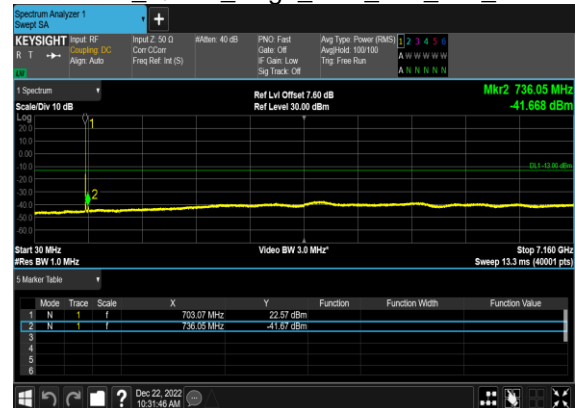 Spectrum Analyzer 1
Swept SA
+
KEYSIGHT Input: RF Input Z: 50 Ω #Atten: 40 dB PNO: Fast Avg Type: Power (RMS) 1 2 3 4 5 6
R T Coupling: DC Corr CCorr Gate: Off Avg|Hold: 100/100 A W W W W W
Align: Auto Freq Ref: Int (S) IF Gain: Low Trig: Free Run
LXI Sig Track: Off A N N N N N
1 Spectrum Ref Lvl Offset 7.60 dB Mkr2 736.05 MHz
Scale/Div 10 dB Ref Level 30.00 dBm -41.668 dBm
Log
1
20.0
10.0
0.00
-10.0
DL1 -13.00 dBm
-20.0
-30.0
2
-40.0
-50.0
-60.0
Start 30 MHz Video BW 3.0 MHz* Stop 7.160 GHz
#Res BW 1.0 MHz Sweep 13.3 ms (40001 pts)
5 Marker Table
Mode Trace Scale X Y Function Function Width Function Value
1 N 1 f 703.07 MHz 22.57 dBm
2 N 1 f 736.05 MHz -41.67 dBm
3
4
5
6
? Dec 22, 2022
10:31:46 AM